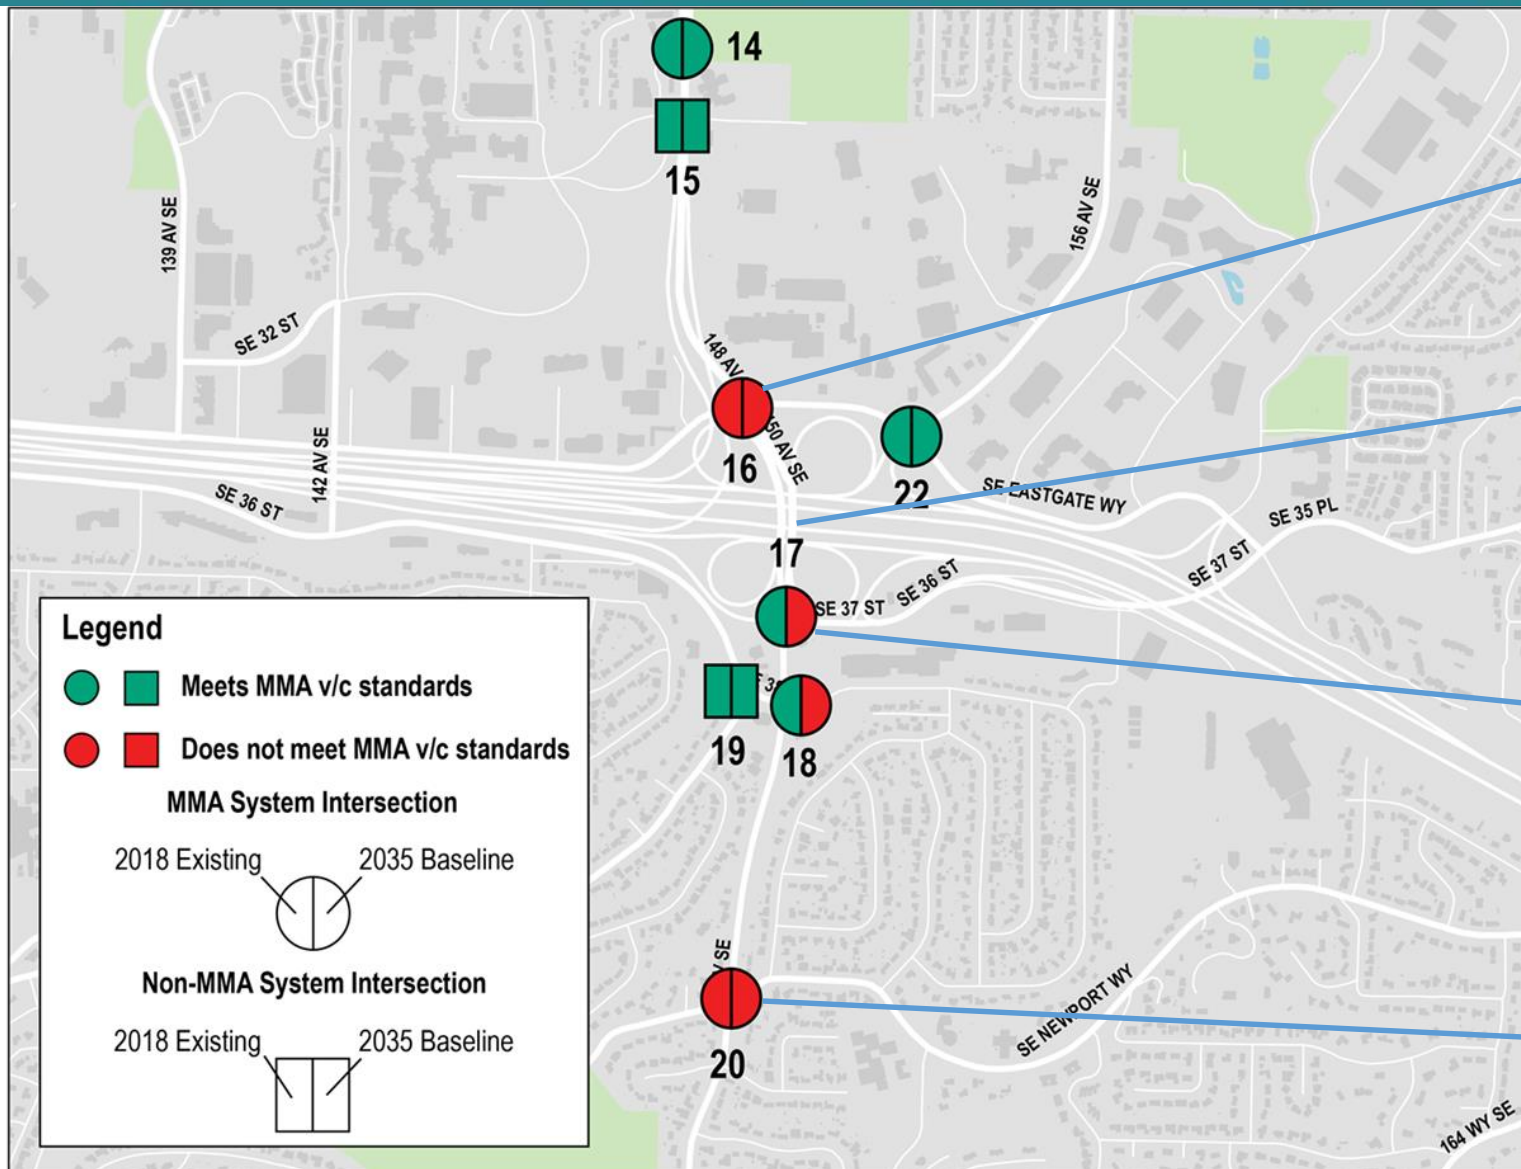 14
15
139 AV SE
156 AV SE
SE 32 ST
148 AV
150 AV SE
16
22
142 AV SE
SE 36 ST
SE EASTGATE WY
SE 35 PL
17
SE 37 ST
SE 36 ST
SE 37 ST
19
18
SE
SE NEWPORT WY
20
164 WY SE
Legend
Meets MMA v/c standards
Does not meet MMA v/c standards
MMA System Intersection
2018 Existing
2035 Baseline
Non-MMA System Intersection
2018 Existing
2035 Baseline